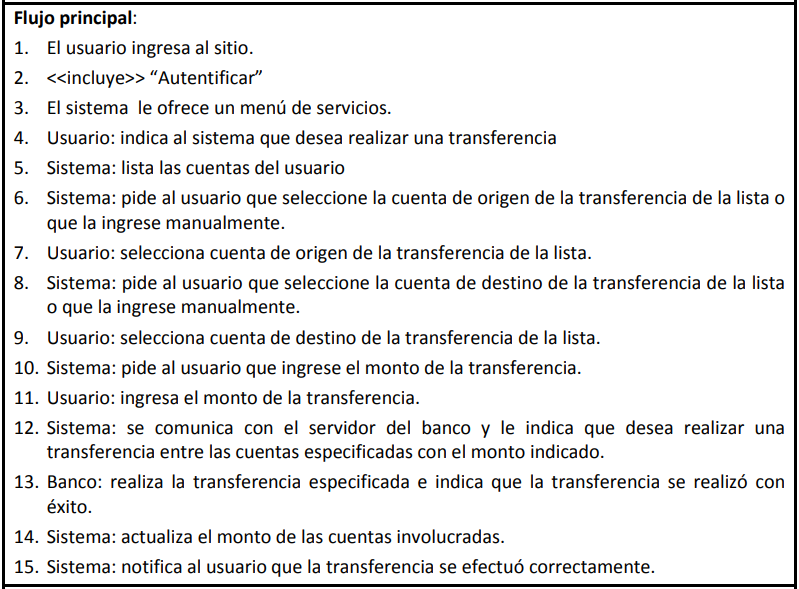 Flujo principal:
1. El usuario ingresa al sitio.
2. <<incluye>> “Autentificar”
3. El sistema le ofrece un menú de servicios.
4. Usuario: indica al sistema que desea realizar una transferencia
5. Sistema: lista las cuentas del usuario
6. Sistema: pide al usuario que seleccione la cuenta de origen de la transferencia de la lista o
que la ingrese manualmente.
7. Usuario: selecciona cuenta de origen de la transferencia de la lista.
8. Sistema: pide al usuario que seleccione la cuenta de destino de la transferencia de la lista
o que la ingrese manualmente.
9. Usuario: selecciona cuenta de destino de la transferencia de la lista.
10. Sistema: pide al usuario que ingrese el monto de la transferencia.
11. Usuario: ingresa el monto de la transferencia.
12. Sistema: se comunica con el servidor del banco y le indica que desea realizar una
transferencia entre las cuentas especificadas con el monto indicado.
13. Banco: realiza la transferencia especificada e indica que la transferencia se realizó con
éxito.
14. Sistema: actualiza el monto de las cuentas involucradas.
15. Sistema: notifica al usuario que la transferencia se efectuó correctamente.